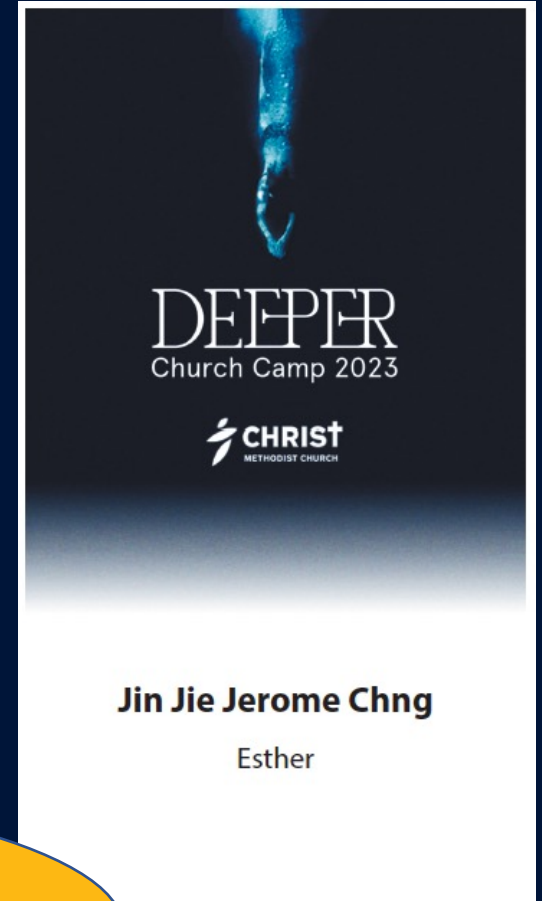 DEEPER
Church Camp 2023
CHRIST
METHODIST CHURCH
Jin Jie Jerome Chng
Esther